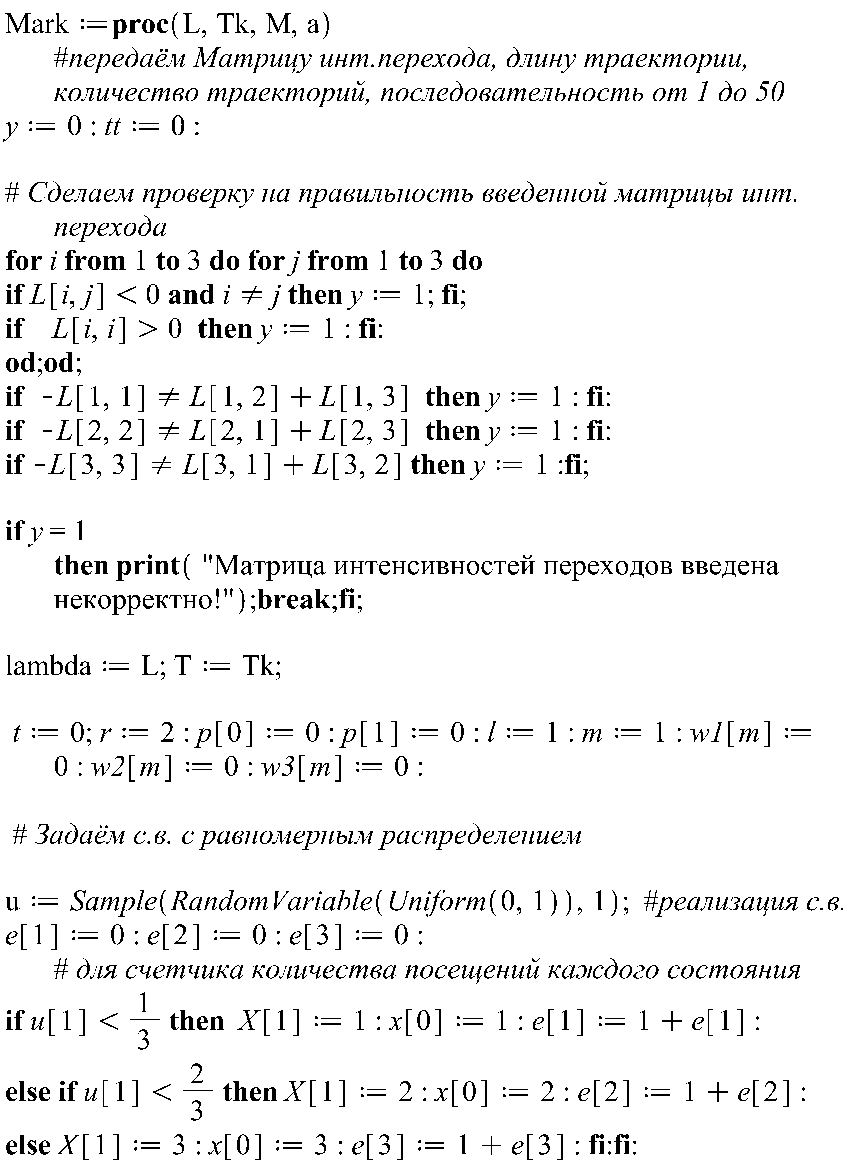 Mark := proc(L, Tk, M, a)
#передаём Матрицу инт.перехода, длину траектории,
количество траекторий, последовательность от 1 до 50
y := 0 : tt := 0 :
# Сделаем проверку на правильность введенной матрицы инт.
перехода
for i from 1 to 3 do for j from 1 to 3 do
if L[i, j] < 0 and i ≠ j then y := 1; fi;
if L[i, i] > 0 then y := 1 : fi:
od;od;
if -L[1, 1] ≠ L[1, 2] + L[1, 3] then y := 1 : fi:
if -L[2, 2] ≠ L[2, 1] + L[2, 3] then y := 1 : fi:
if -L[3, 3] ≠ L[3, 1] + L[3, 2] then y := 1 :fi;
if y = 1
then print( "Матрица интенсивностей переходов введена
некорректно!");break;fi;
lambda := L; T := Tk;
t := 0; r := 2 : p[0] := 0 : p[1] := 0 : l := 1 : m := 1 : w1[m] :=
0 : w2[m] := 0 : w3[m] := 0 :
# Задаём с.в. с равномерным распределением
u := Sample(RandomVariable(Uniform(0, 1)), 1); #реализация с.в.
e[1] := 0 : e[2] := 0 : e[3] := 0 :
# для счетчика количества посещений каждого состояния
if u[1] < 1/3 then X[1] := 1 : x[0] := 1 : e[1] := 1 + e[1] :
else if u[1] < 2/3 then X[1] := 2 : x[0] := 2 : e[2] := 1 + e[2] :
else X[1] := 3 : x[0] := 3 : e[3] := 1 + e[3] : fi:fi: